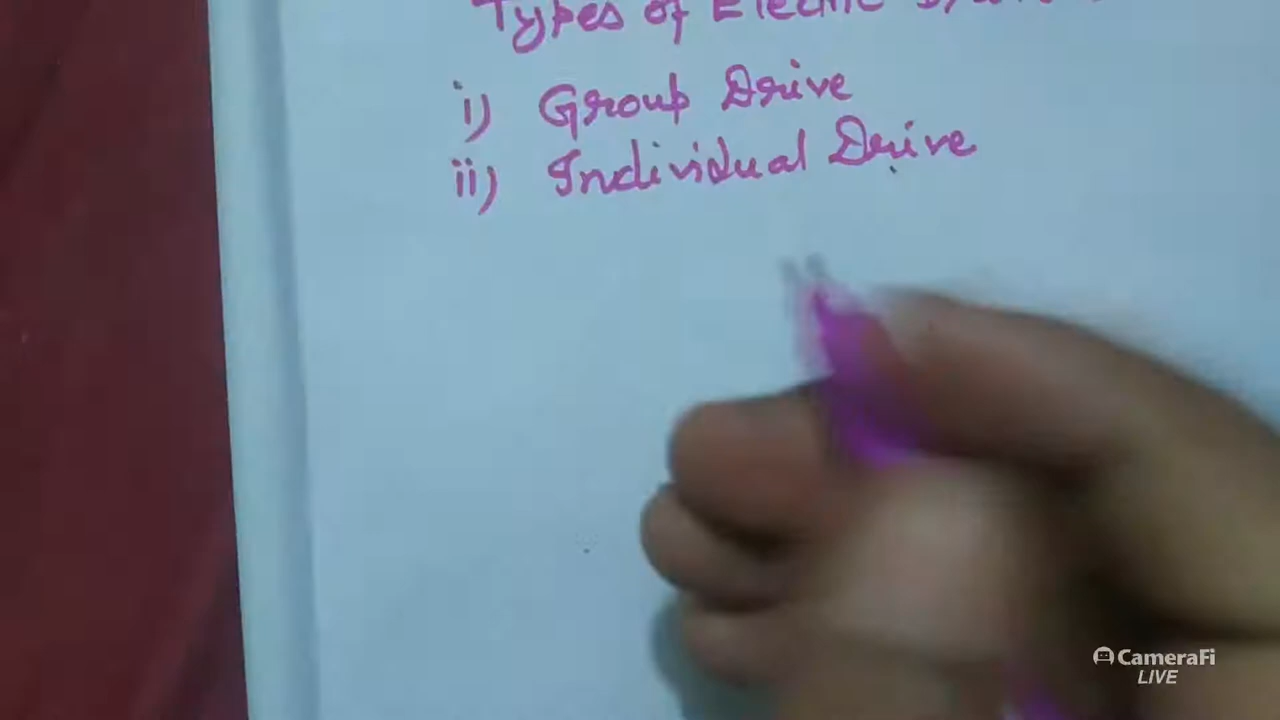 Types of Electric
i) Group Drive
ii) Individual Drive
CameraFi
LIVE